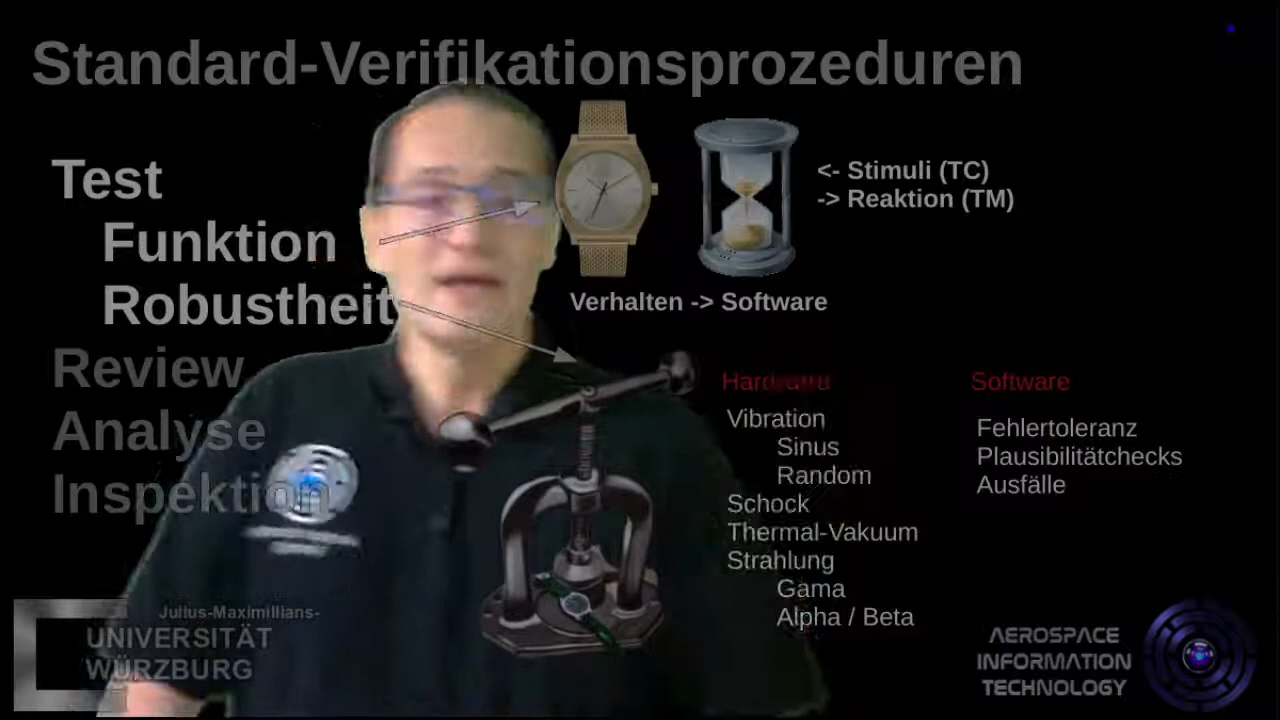 Standard-Verifikationsprozeduren
Test
Funktion
Robustheit
Review
Analyse
Inspektion
<- Stimuli (TC)
-> Reaktion (TM)
Verhalten -> Software
Hardware
Vibration
Sinus
Random
Schock
Thermal-Vakuum
Strahlung
Gama
Alpha / Beta
Software
Fehlertoleranz
Plausibilitätchecks
Ausfälle
Julius-Maximillians-
UNIVERSITÄT
WÜRZBURG
AEROSPACE
INFORMATION
TECHNOLOGY